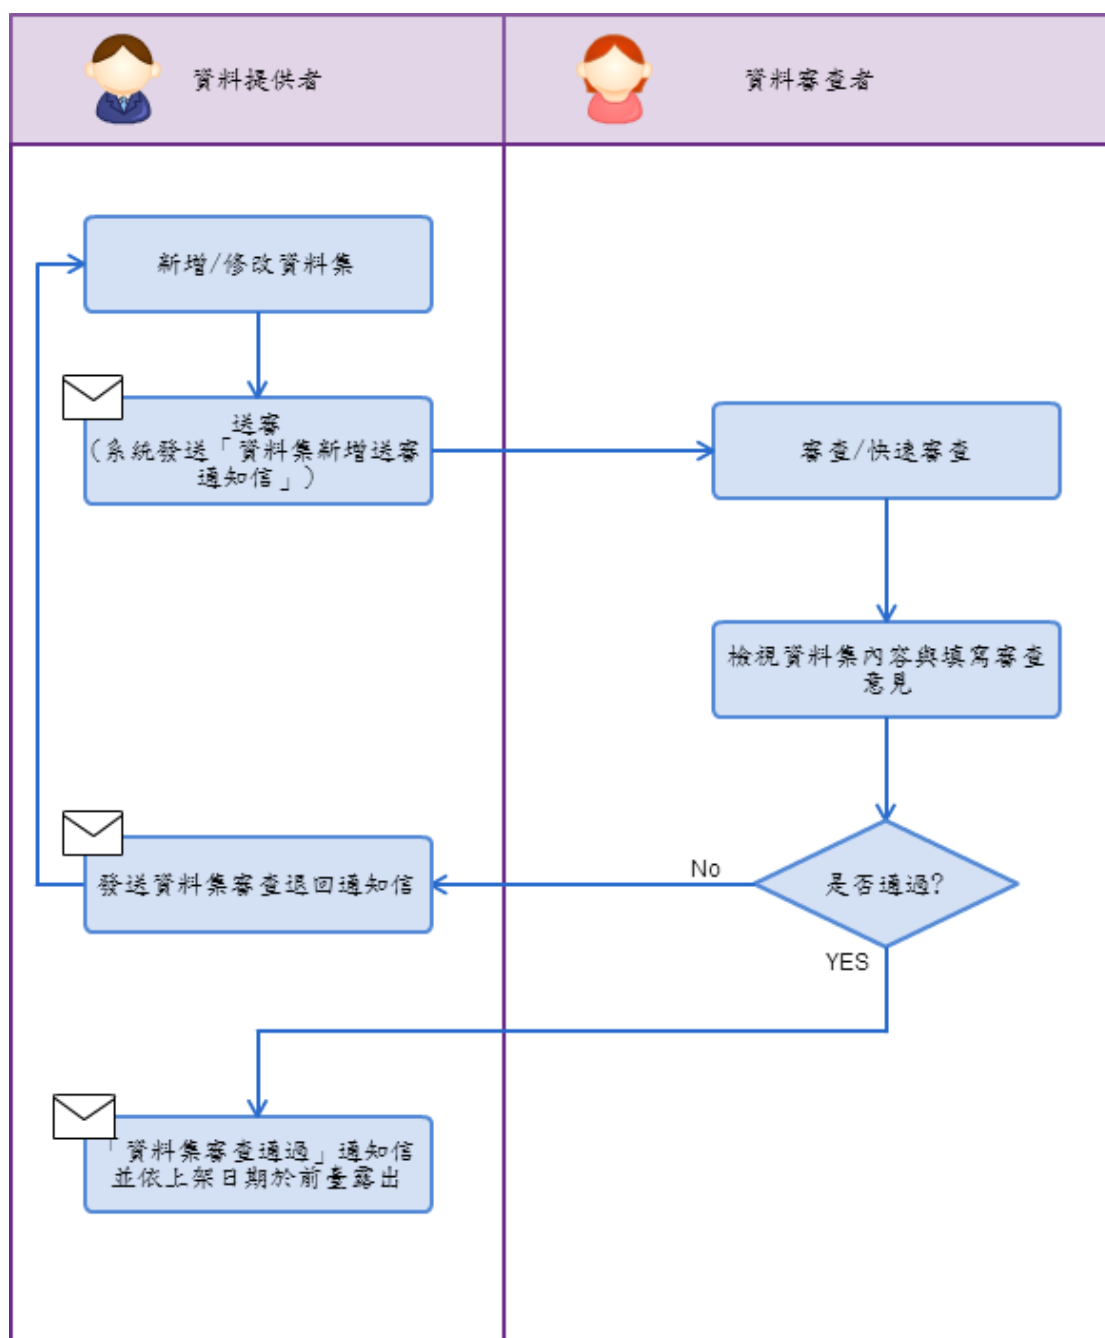 資料提供者
資料審查者
新增/修改資料集
送審
(系統發送「資料集新增送審
通知信」)
審查/快速審查
檢視資料集內容與填寫審查
意見
是否通過?
No
發送資料集審查退回通知信
YES
「資料集審查通過」通知信
並依上架日期於前臺露出